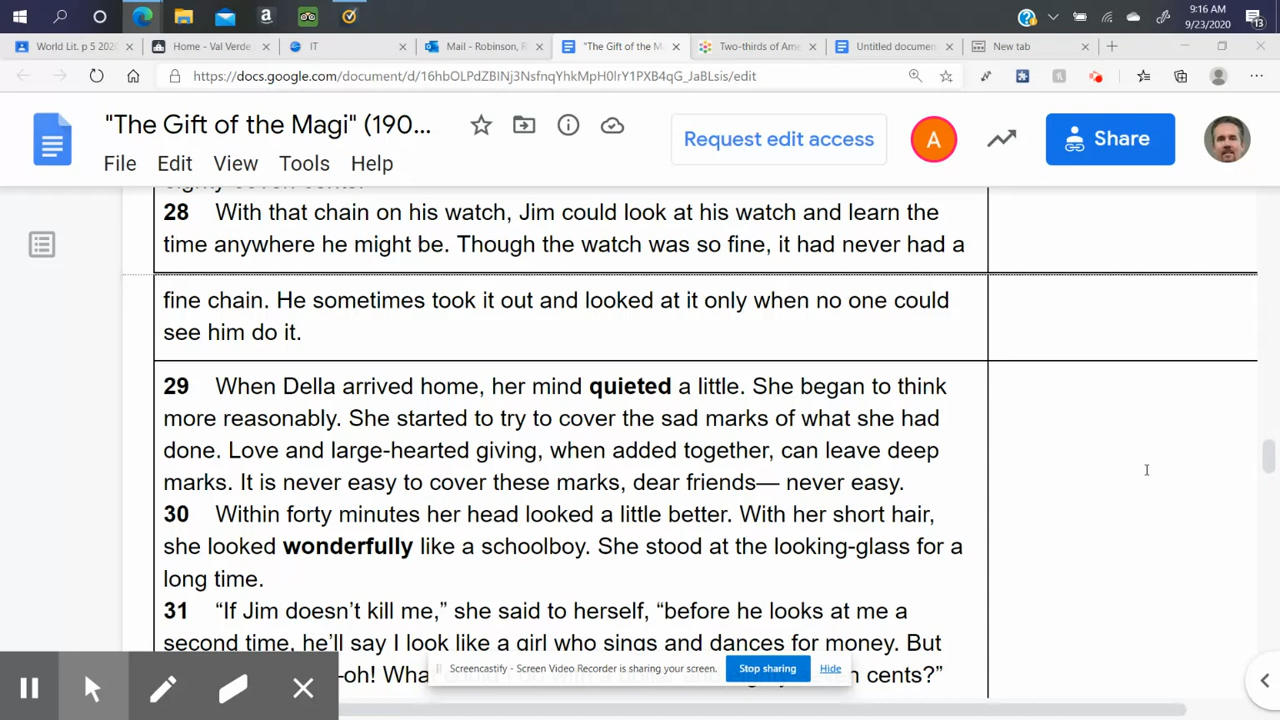 9:16 AM
9/23/2020
13
World Lit. p 5 202
Home - Val Verde
IT
Mail - Robinson, R
"The Gift of the M
Two-thirds of Ame
Untitled documen
New tab
https://docs.google.com/document/d/16hbOLPdZBINj3NsfnqYhkMpH0lrY1PXB4qG_JaBLsis/edit
"The Gift of the Magi" (190...
Request edit access
A
Share
File Edit View Tools Help
28 With that chain on his watch, Jim could look at his watch and learn the
time anywhere he might be. Though the watch was so fine, it had never had a
fine chain. He sometimes took it out and looked at it only when no one could
see him do it.
29 When Della arrived home, her mind quieted a little. She began to think
more reasonably. She started to try to cover the sad marks of what she had
done. Love and large-hearted giving, when added together, can leave deep
marks. It is never easy to cover these marks, dear friends— never easy.
30 Within forty minutes her head looked a little better. With her short hair,
she looked wonderfully like a schoolboy. She stood at the looking-glass for a
long time.
31 “If Jim doesn’t kill me,” she said to herself, “before he looks at me a
second time, he’ll say I look like a girl who sings and dances for money. But
-oh! cents?”
Screencastify - Screen Video Recorder is sharing your screen.
Stop sharing
Hide